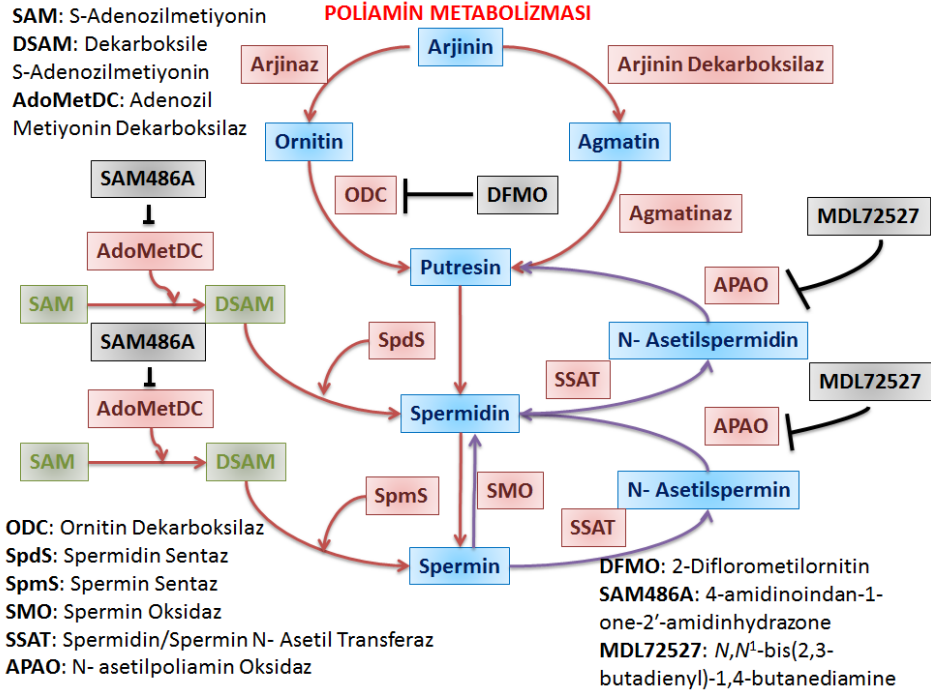 SAM: S-Adenozilmetiyonin
DSAM: Dekarboksile
S-Adenozilmetiyonin
AdoMetDC: Adenozil
Metiyonin Dekarboksilaz
POLİAMİN METABOLİZMASI
Arjinin
Arjinaz
Arjinin Dekarboksilaz
Ornitin
Agmatin
SAM486A
ODC
DFMO
Agmatinaz
MDL72527
AdoMetDC
Putresin
APAO
SAM
DSAM
SAM486A
SpdS
N- Asetilspermidin
SSAT
MDL72527
AdoMetDC
Spermidin
APAO
SAM
DSAM
SpmS
SMO
N- Asetilspermin
SSAT
Spermin
ODC: Ornitin Dekarboksilaz
SpdS: Spermidin Sentaz
SpmS: Spermin Sentaz
SMO: Spermin Oksidaz
SSAT: Spermidin/Spermin N- Asetil Transferaz
APAO: N- asetilpoliamin Oksidaz
DFMO: 2-Diflorometilornitin
SAM486A: 4-amidinoindan-1-
one-2′-amidinhydrazone
MDL72527: N,N¹-bis(2,3-
butadienyl)-1,4-butanediamine